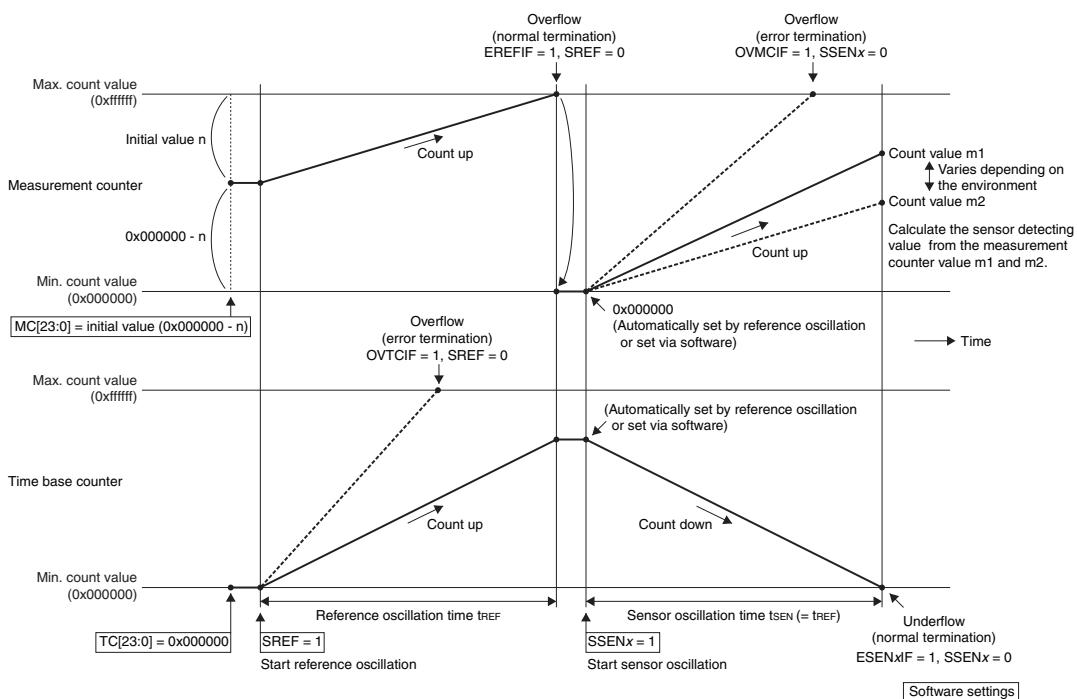 Overflow
(normal termination)
EREFIF = 1, SREF = 0
Overflow
(error termination)
OVMCIF = 1, SSENx = 0
Max. count value
(0xffffff)
Initial value n
Count up
Measurement counter
0x000000 - n
Count value m1
Varies depending on
the environment
Count value m2
Calculate the sensor detecting
value from the measurement
counter value m1 and m2.
Count up
Min. count value
(0x000000)
MC[23:0] = initial value (0x000000 - n)
0x000000
(Automatically set by reference oscillation
or set via software)
Time
Overflow
(error termination)
OVTCIF = 1, SREF = 0
Max. count value
(0xffffff)
(Automatically set by reference oscillation
or set via software)
Time base counter
Count up
Count down
Min. count value
(0x000000)
Reference oscillation time tREF
Sensor oscillation time tSEN (= tREF)
TC[23:0] = 0x000000
SREF = 1
Start reference oscillation
SSENx = 1
Start sensor oscillation
Underflow
(normal termination)
ESENxIF = 1, SSENx = 0
Software settings